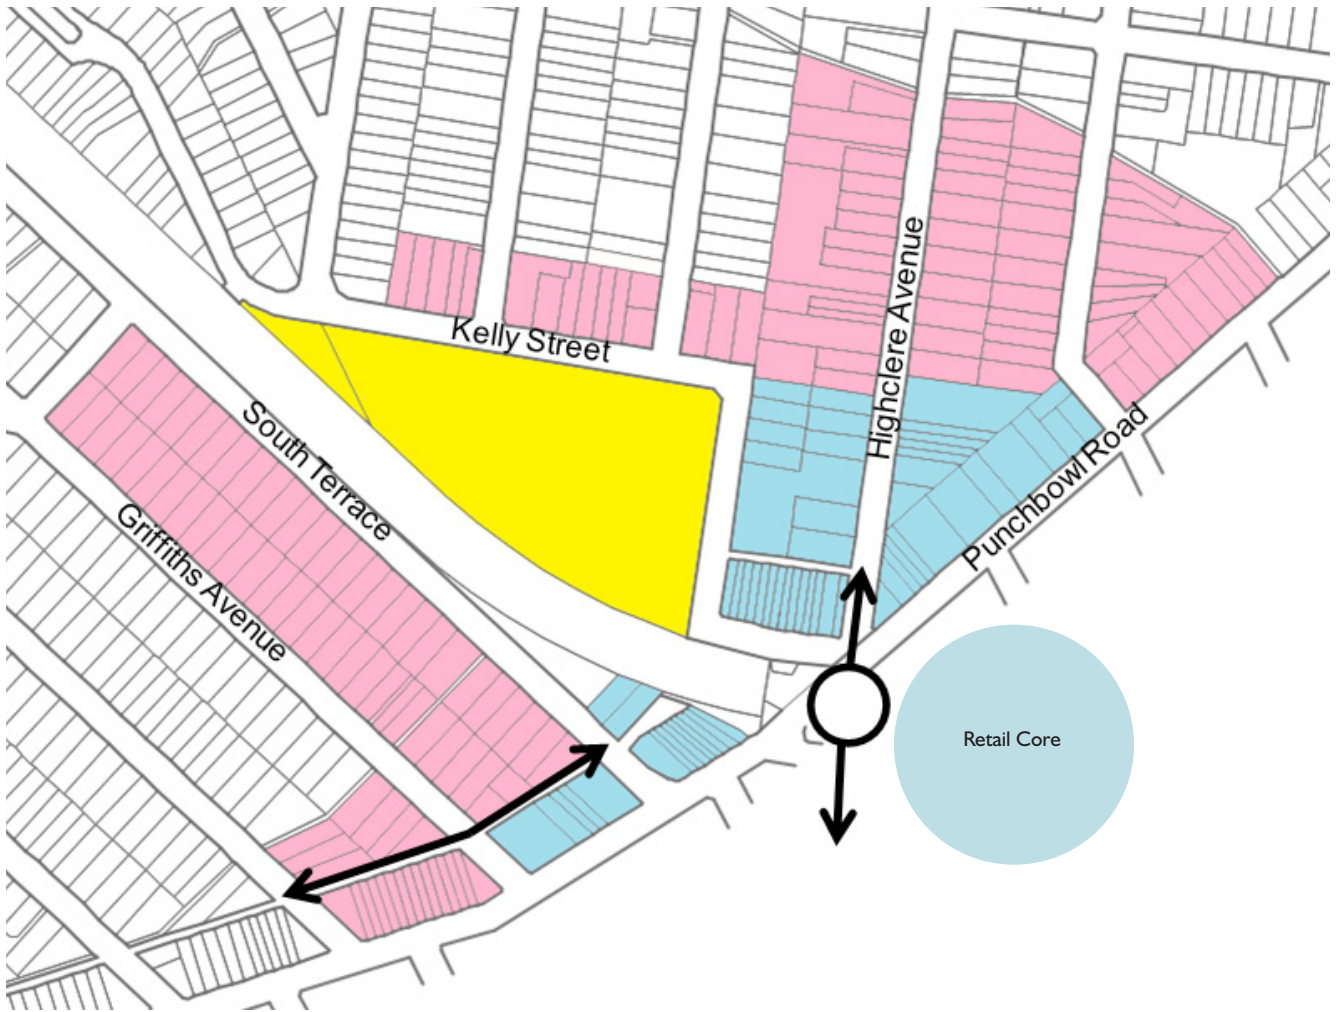 Highclere Avenue
Kelly Street
South Terrace
Griffiths Avenue
Punchbowl Road
Retail Core